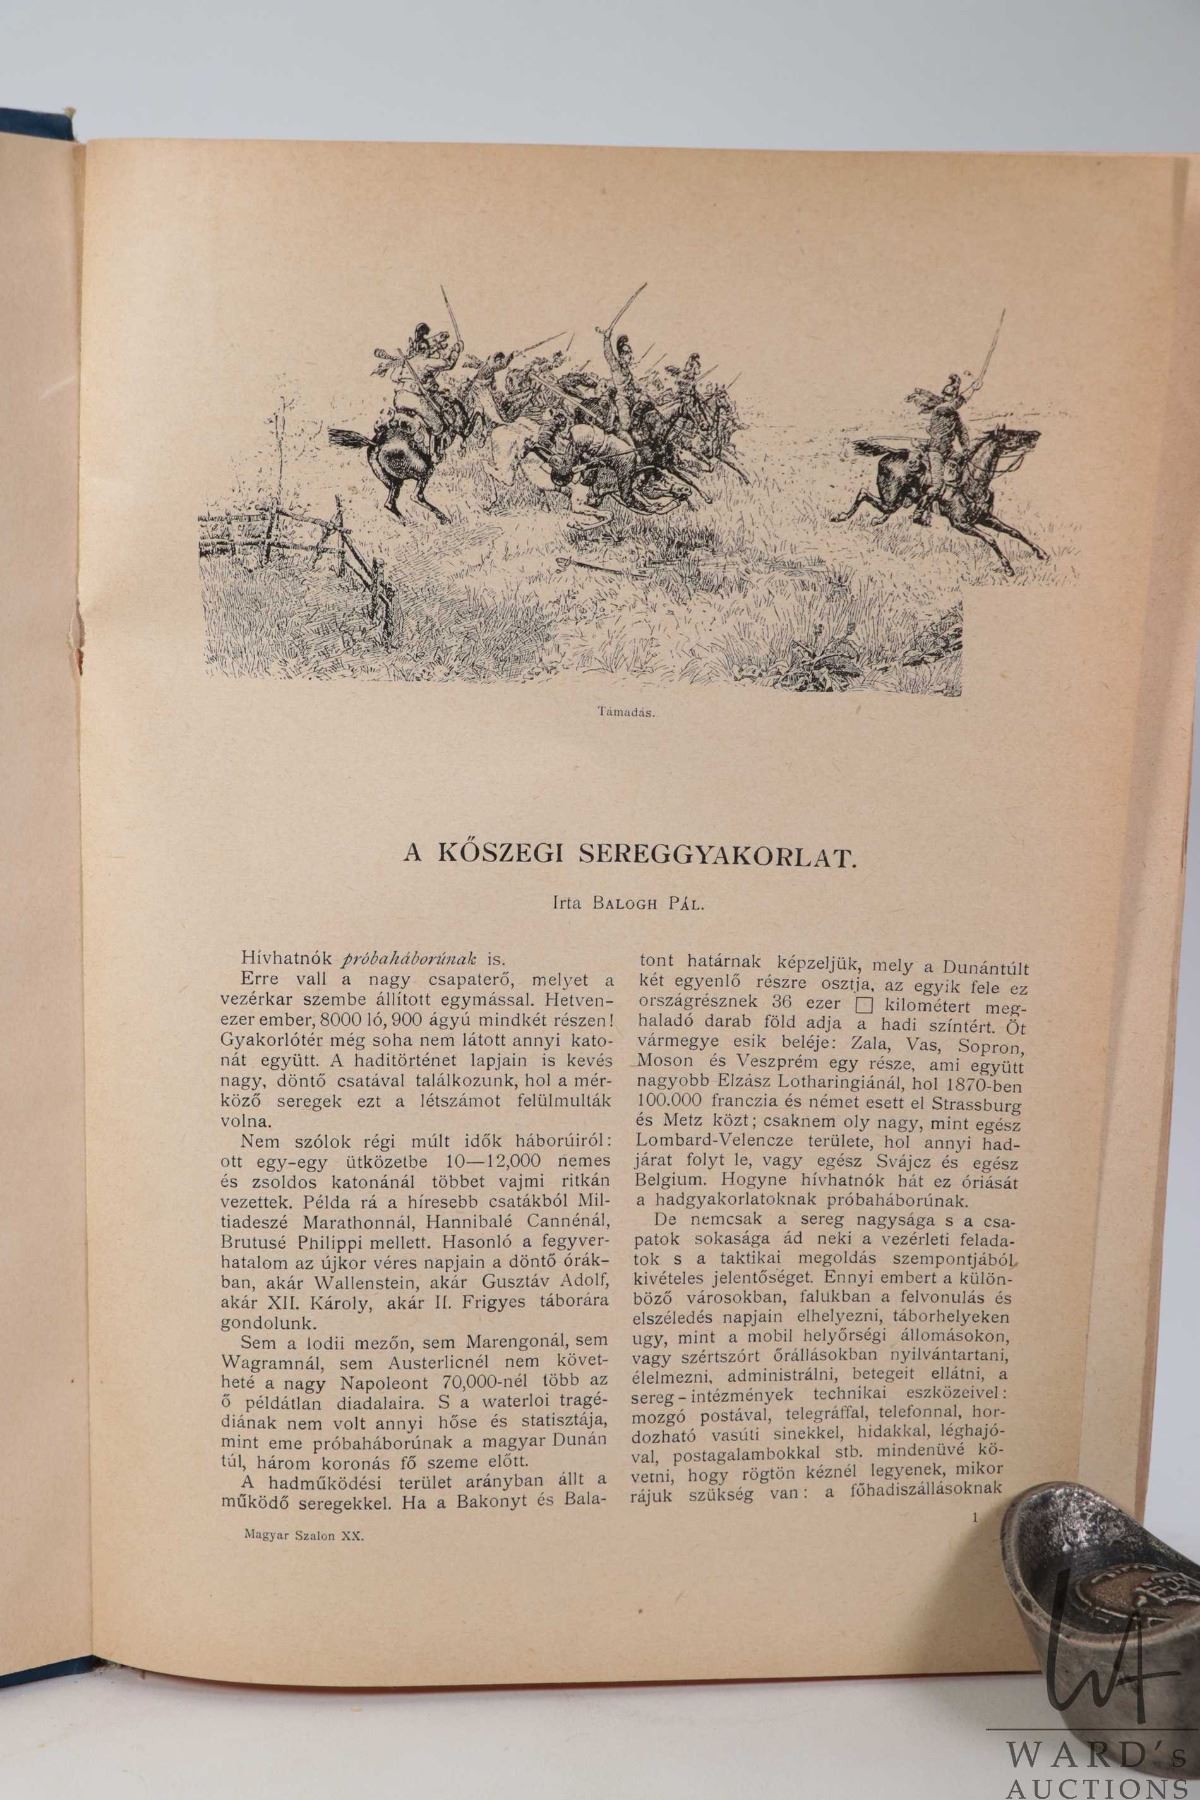 Támadás.
A KŐSZEGI SEREGGYAKORLAT.
Irta BALOGH PÁL.
Hívhatnók próbaháborúnak is.
Erre vall a nagy csapaterő, melyet a
vezérkar szembe állított egymással. Hetven-
ezer ember, 8000 ló, 900 ágyú mindkét részen!
Gyakorlótér még soha nem látott annyi kato-
nát együtt. A haditörténet lapjain is kevés
nagy, döntő csatával találkozunk, hol a mér-
kőző seregek ezt a létszámot felülmulták
volna.
Nem szólok régi múlt idők háborúiról:
ott egy-egy ütközetbe 10—12,000 nemes
és zsoldos katonánál többet vajmi ritkán
vezettek. Példa rá a híresebb csatákból Mil-
tiadeszé Marathonnál, Hannibalé Cannénál,
Brutusé Philippi mellett. Hasonló a fegyver-
hatalom az újkor véres napjain a döntő órák-
ban, akár Wallenstein, akár Gusztáv Adolf,
akár XII. Károly, akár II. Frigyes táborára
gondolunk.
Sem a lodii mezőn, sem Marengonál, sem
Wagramnál, sem Austerlicnél nem követ-
heté a nagy Napoleont 70,000-nél több az
ő példátlan diadalaira. S a waterloi tragé-
diának nem volt annyi hőse és statisztája,
mint eme próbaháborúnak a magyar Dunán
túl, három koronás fő szeme előtt.
A hadműködési terület arányban állt a
működő seregekkel. Ha a Bakonyt és Bala-
Magyar Szalon XX.
tont határnak képzeljük, mely a Dunántúlt
két egyenlő részre osztja, az egyik fele ez
országrésznek 36 ezer □ kilométert meg-
haladó darab föld adja a hadi színtért. Öt
vármegye esik beléje: Zala, Vas, Sopron,
Moson és Veszprém egy része, ami együtt
nagyobb Elzász Lotharingiánál, hol 1870-ben
100.000 franczia és német esett el Strassburg
és Metz közt; csaknem oly nagy, mint egész
Lombard-Velencze területe, hol annyi had-
járat folyt le, vagy egész Svájcz és egész
Belgium. Hogyne hívhatnók hát ez óriását
a hadgyakorlatoknak próbaháborúnak.
De nemcsak a sereg nagysága s a csa-
patok sokasága ád neki a vezérleti felada-
tok s a taktikai megoldás szempontjából
kivételes jelentőséget. Ennyi embert a külön-
böző városokban, falukban a felvonulás és
elszéledés napjain elhelyezni, táborhelyeken
ugy, mint a mobil helyőrségi állomásokon,
vagy szértszórt őrállásokban nyilvántartani,
élelmezni, administrálni, betegeit ellátni, a
sereg-intézmények technikai eszközeivel:
mozgó postával, telegráffal, telefonnal, hor-
dozható vasúti sinekkel, hidakkal, léghajó-
val, postagalambokkal stb. mindenüvé kö-
vetni, hogy rögtön kéznél legyenek, mikor
rájuk szükség van: a főhadiszállásoknak
1
WARD's
AUCTIONS